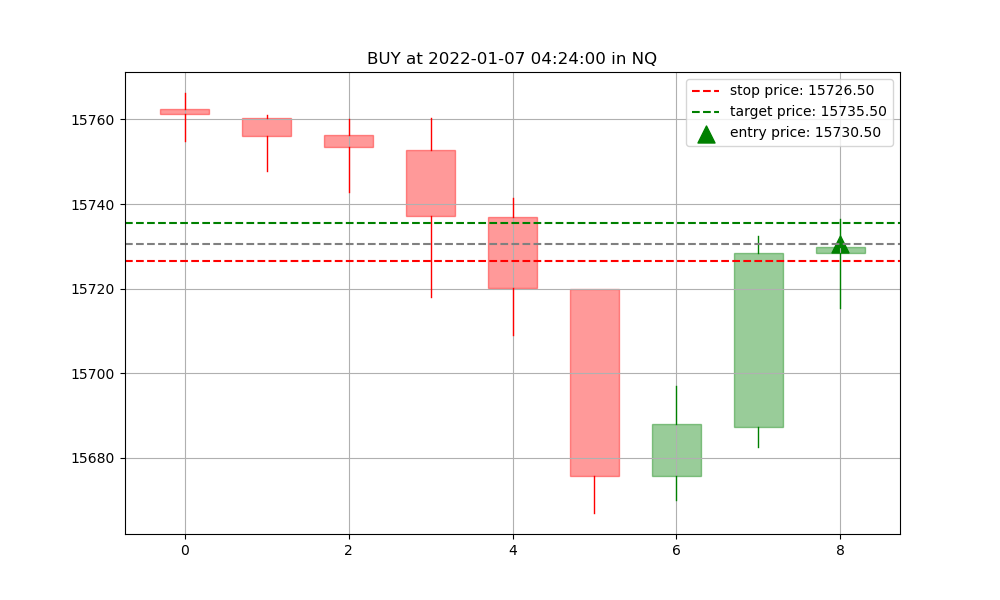 BUY at 2022-01-07 04:24:00 in NQ
stop price: 15726.50
target price: 15735.50
entry price: 15730.50
15760
15740
15720
15700
15680
0 2 4 6 8